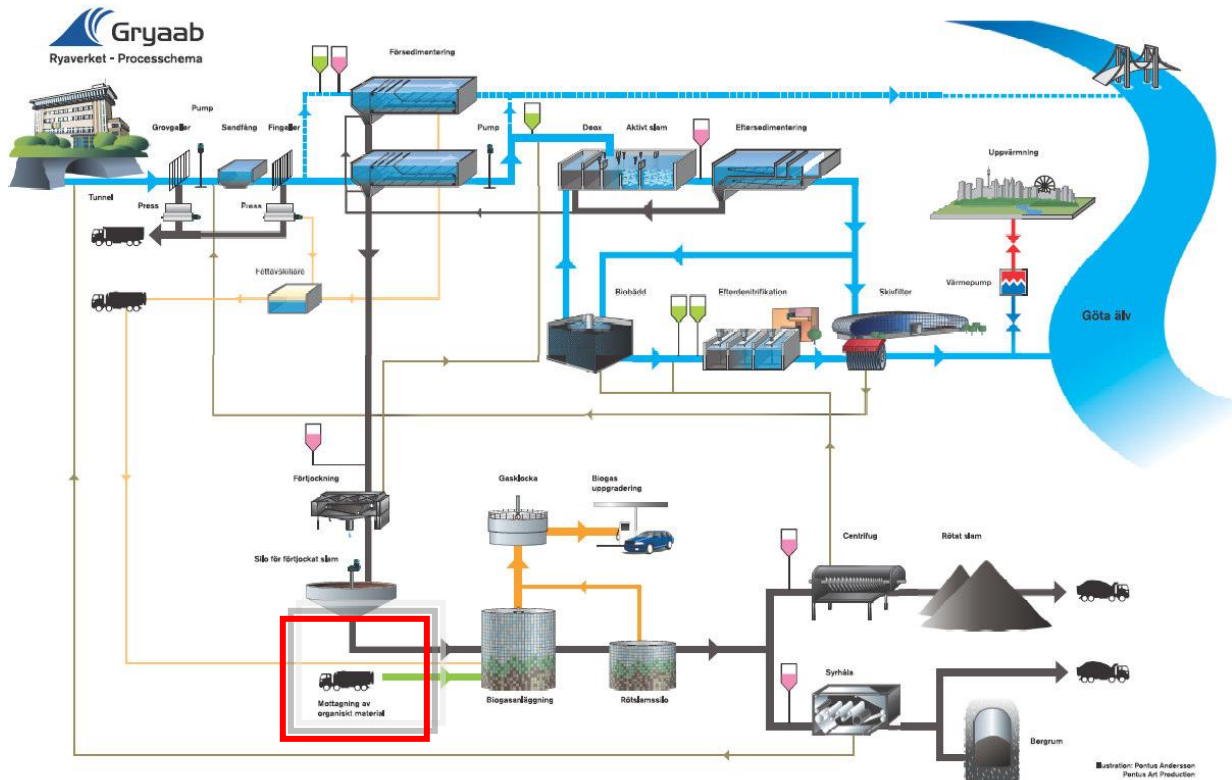 Gryaab
Ryaverket - Processchema
Försedimentering
Pump
Grovgaller
Sandfång
Fingaller
Pump
Deox
Aktivt slam
Eftersedimentering
Uppvärmning
Tunnel
Press
Press
Fettavskiljare
Biobädd
Efterdenitrifikation
Skivfilter
Värmepump
Göta älv
Förtjockning
Gasklocka
Biogas
uppgradering
Centrifug
Rötat slam
Silo för förtjockat slam
Mottagning av
organiskt material
Biogasanläggning
Rötslamssilo
Syrhåla
Bergrum
Illustration: Pontus Andersson
Pontus Art Production